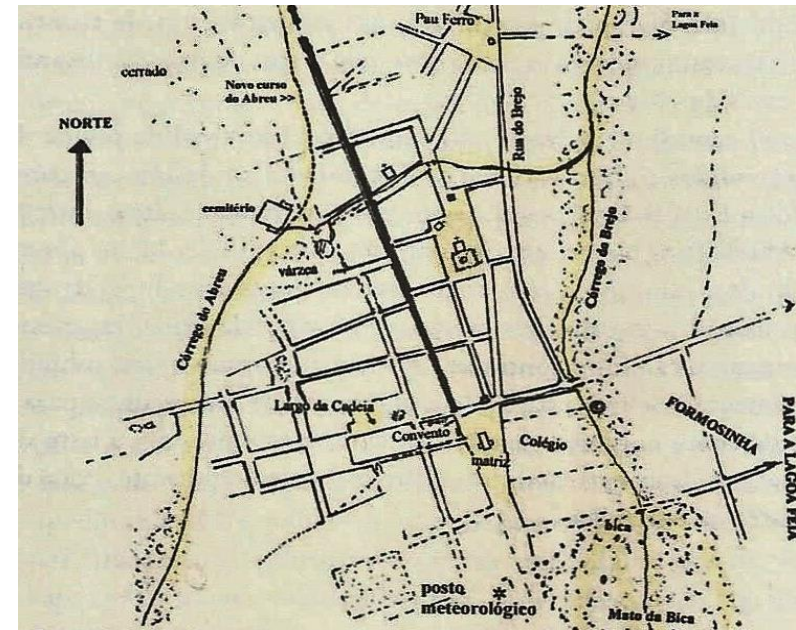 Pau Ferro
Para a
Lagoa Feia
cerrado
Novo curso
do Abreu >>
NORTE
Rua do Brejo
cemitério
Córrego do Brejo
várzea
Córrego do Abreu
Largo da Cadeia
Convento
matriz
Colégio
FORMOSINHA
PARA A LAGOA FEIA
bica
posto
meteorológico
Mato da Bica